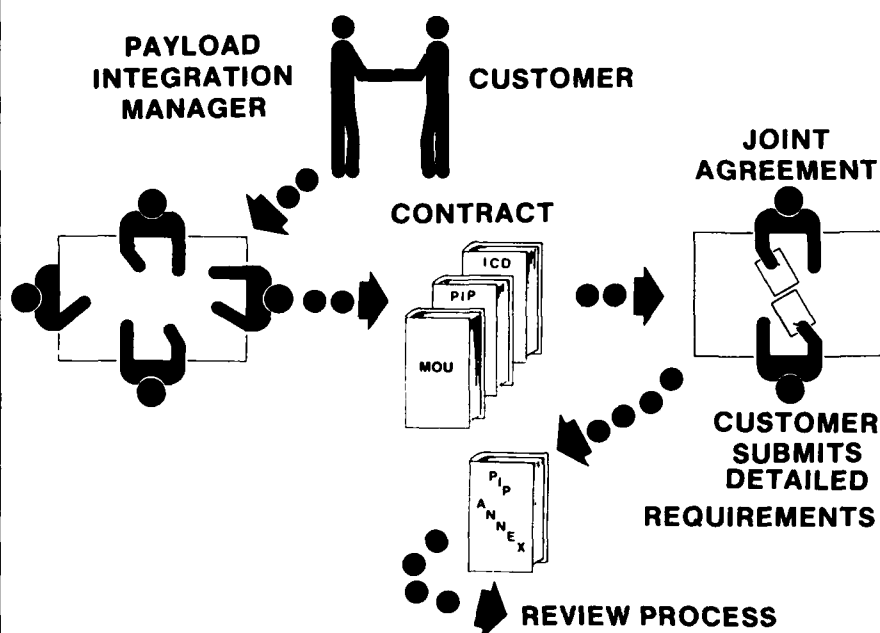 PAYLOAD
INTEGRATION
MANAGER
CUSTOMER
JOINT
AGREEMENT
CONTRACT
ICD
PIP
MOU
CUSTOMER
SUBMITS
DETAILED
REQUIREMENTS
PIP
ANNEX
REVIEW PROCESS